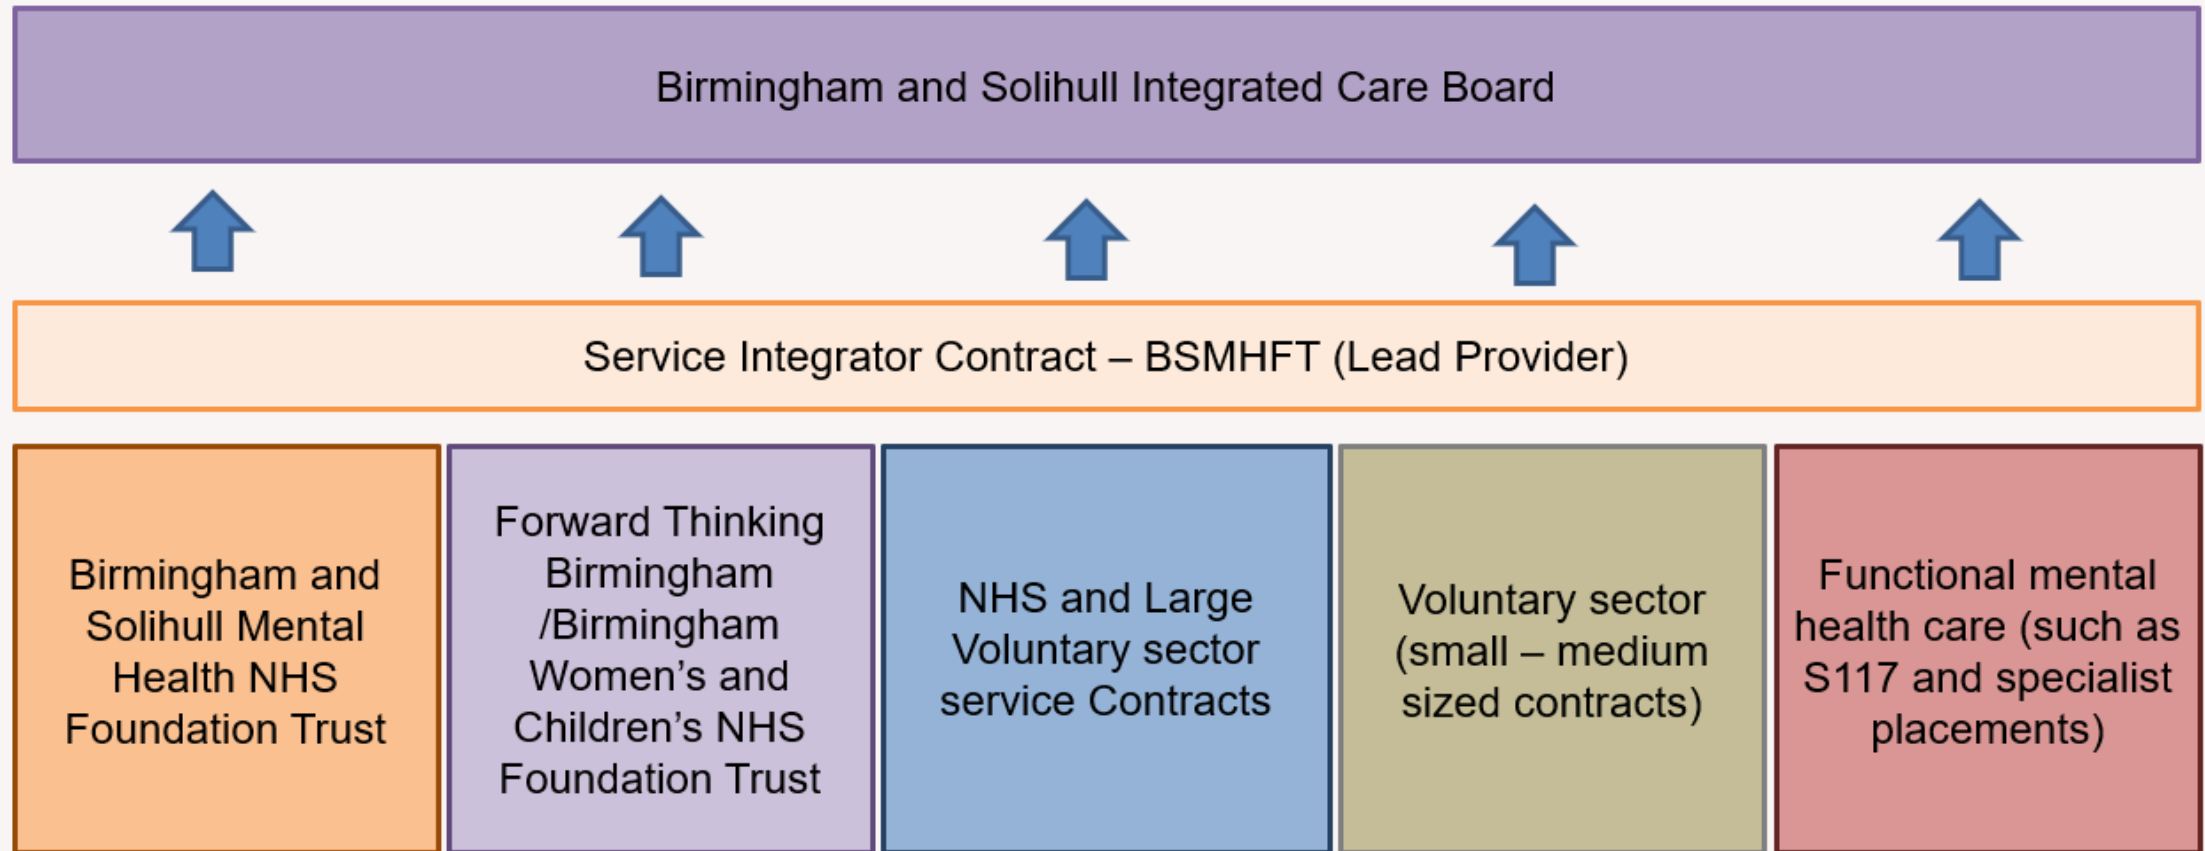 Birmingham and Solihull Integrated Care Board
Service Integrator Contract – BSMHFT (Lead Provider)
Birmingham and
Solihull Mental
Health NHS
Foundation Trust
Forward Thinking
Birmingham
/Birmingham
Women’s and
Children’s NHS
Foundation Trust
NHS and Large
Voluntary sector
service Contracts
Voluntary sector
(small – medium
sized contracts)
Functional mental
health care (such as
S117 and specialist
placements)